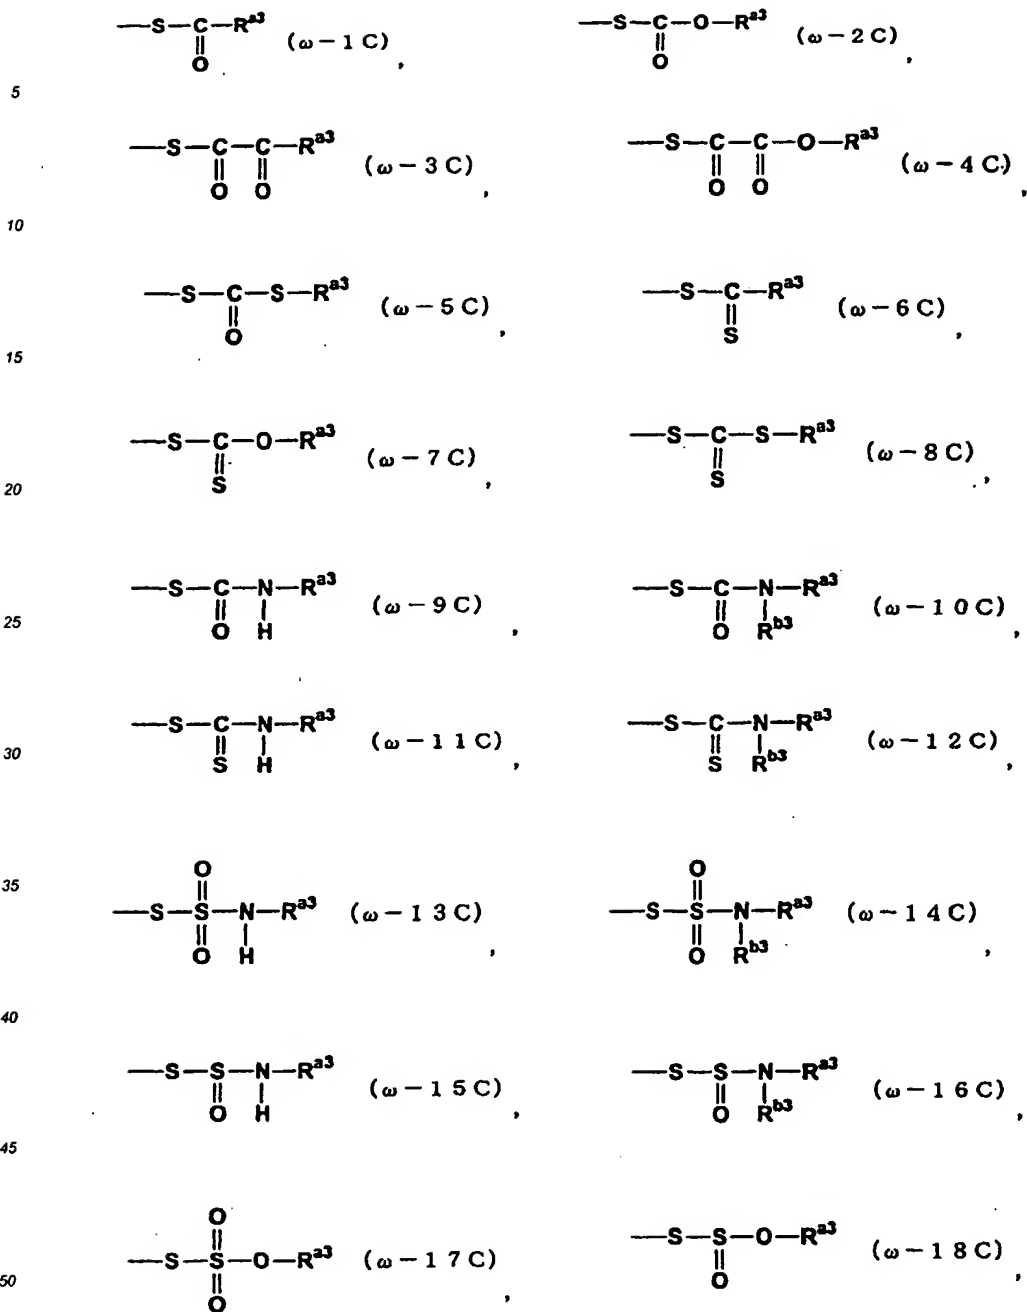 —S—C—R^a3 (ω-1C),
||
O
—S—C—O—R^a3 (ω-2C),
||
O
5
—S—C—C—R^a3 (ω-3C),
|| ||
O O
—S—C—C—O—R^a3 (ω-4C),
|| ||
O O
10
—S—C—S—R^a3 (ω-5C),
||
O
—S—C—R^a3 (ω-6C),
||
S
15
—S—C—O—R^a3 (ω-7C),
||
S
—S—C—S—R^a3 (ω-8C),
||
S
20
—S—C—N—R^a3 (ω-9C),
|| |
O H
—S—C—N—R^a3 (ω-10C),
|| |
O R^b3
25
—S—C—N—R^a3 (ω-11C),
|| |
S H
—S—C—N—R^a3 (ω-12C),
|| |
S R^b3
30
O
||
—S—S—N—R^a3 (ω-13C),
|| |
O H
O
||
—S—S—N—R^a3 (ω-14C),
|| |
O R^b3
35
40
—S—S—N—R^a3 (ω-15C),
|| |
O H
—S—S—N—R^a3 (ω-16C),
|| |
O R^b3
45
O
||
—S—S—O—R^a3 (ω-17C),
||
O
—S—S—O—R^a3 (ω-18C),
||
O
50